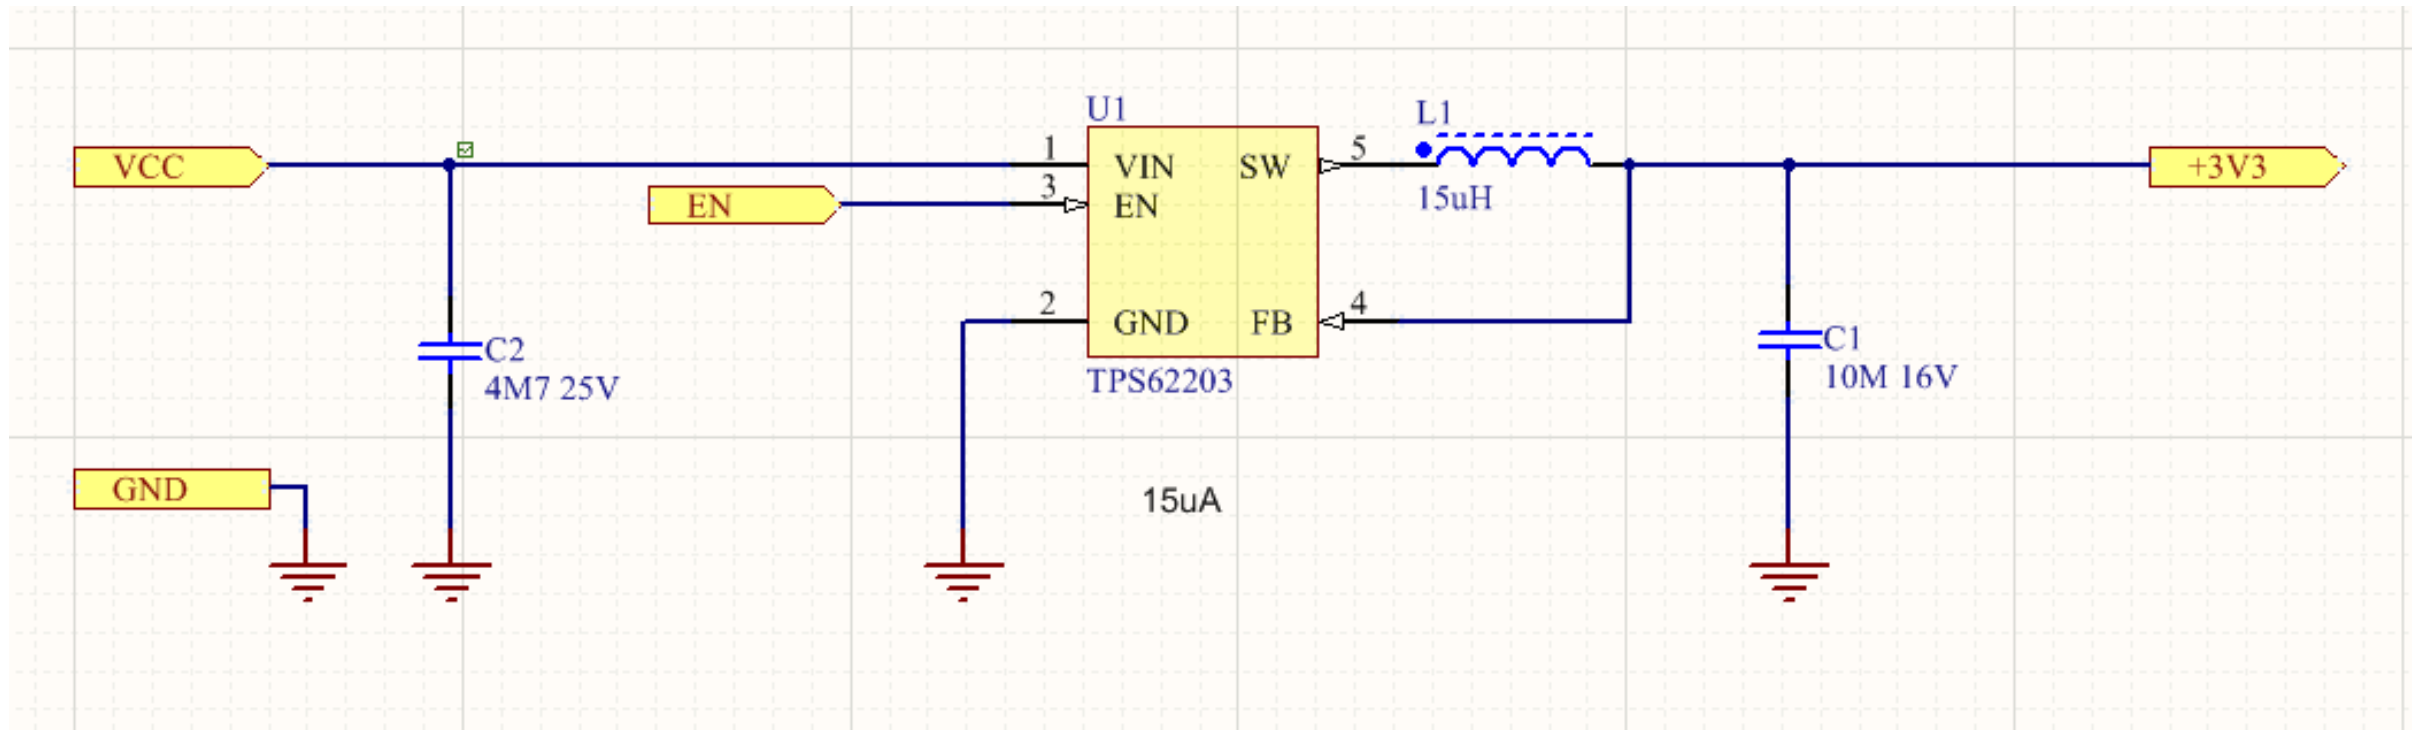 U1
L1
VCC
1
VIN
SW
5
+3V3
EN
3
EN
15uH
2
GND
FB
4
C2
4M7 25V
TPS62203
C1
10M 16V
GND
15uA